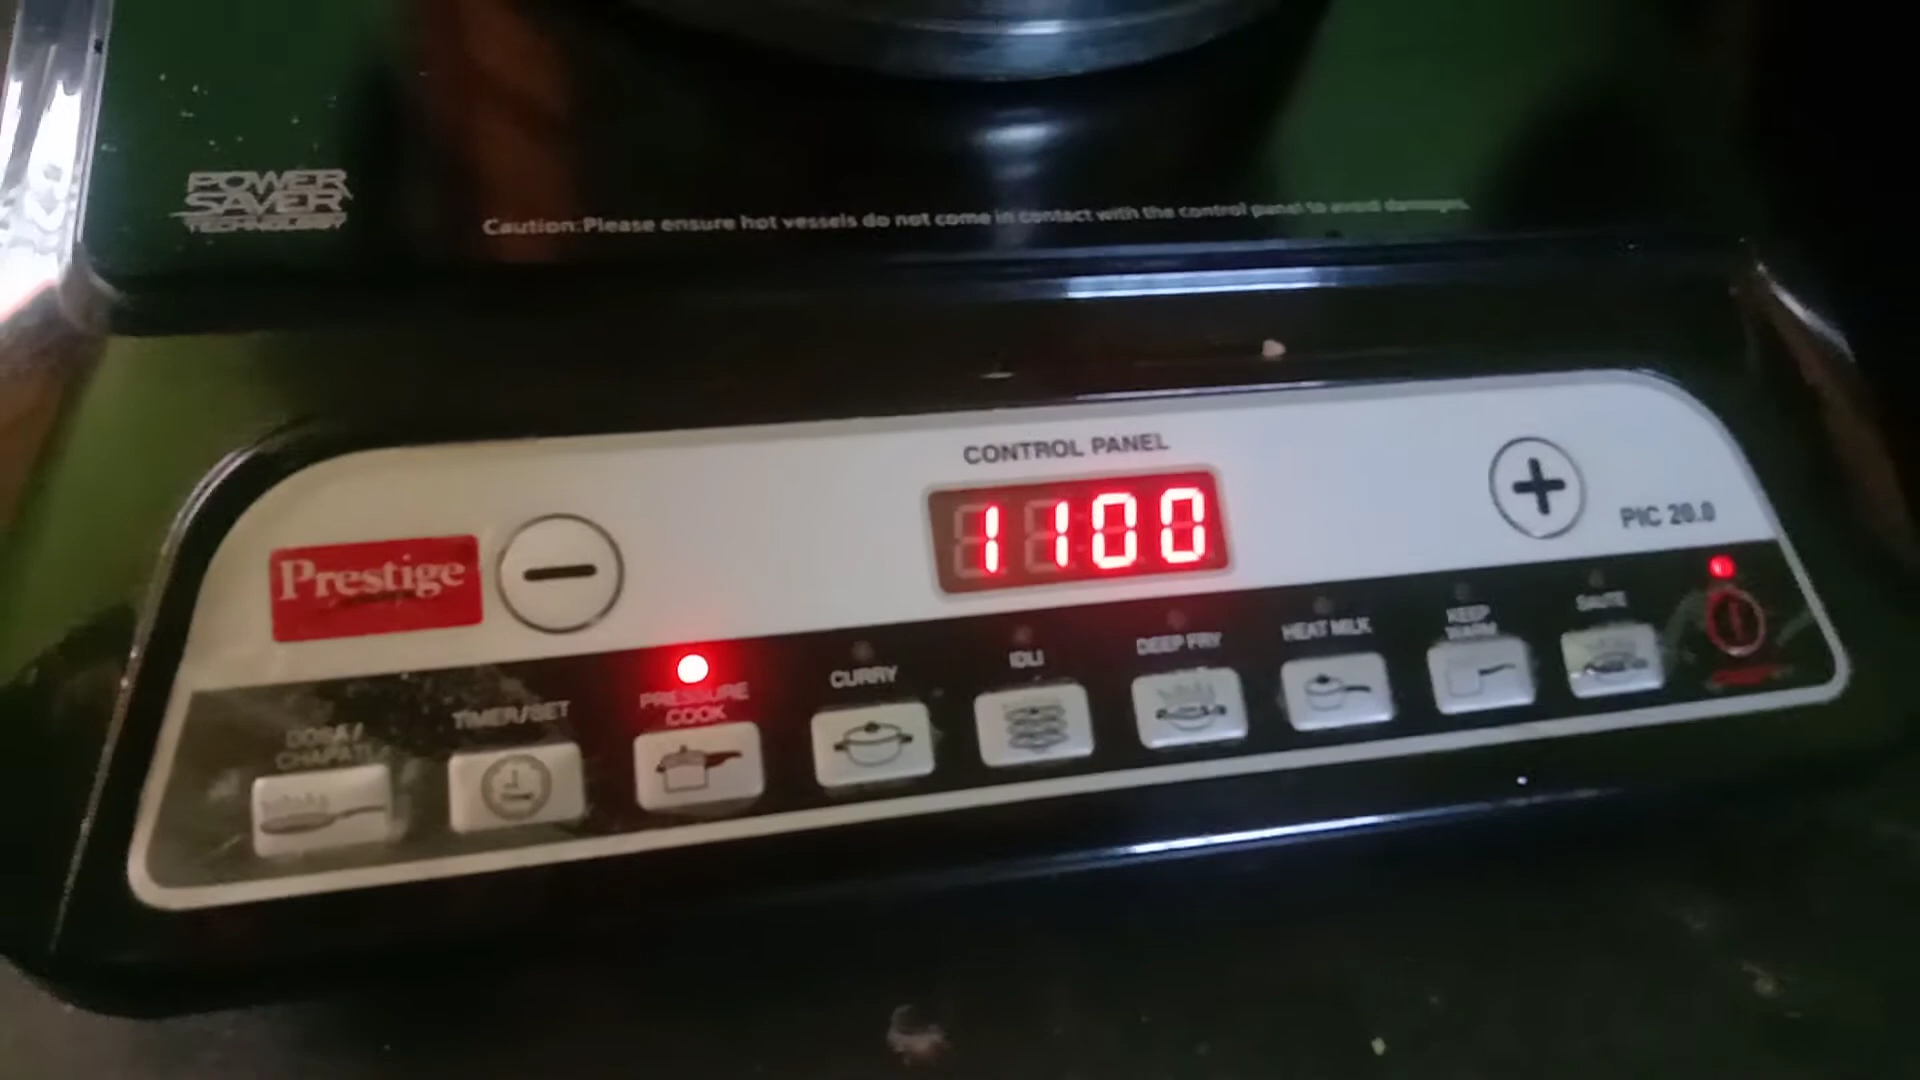 POWER
SAVER
TECHNOLOGY
Caution:Please ensure hot vessels do not come in contact with the control panel to avoid damages.
CONTROL PANEL
1100
PIC 20.0
Prestige
DOSA/
CHAPATI
TIMER/SET
PRESSURE
COOK
CURRY
IDLI
DEEP FRY
HEAT MILK
KEEP
WARM
SAUTE